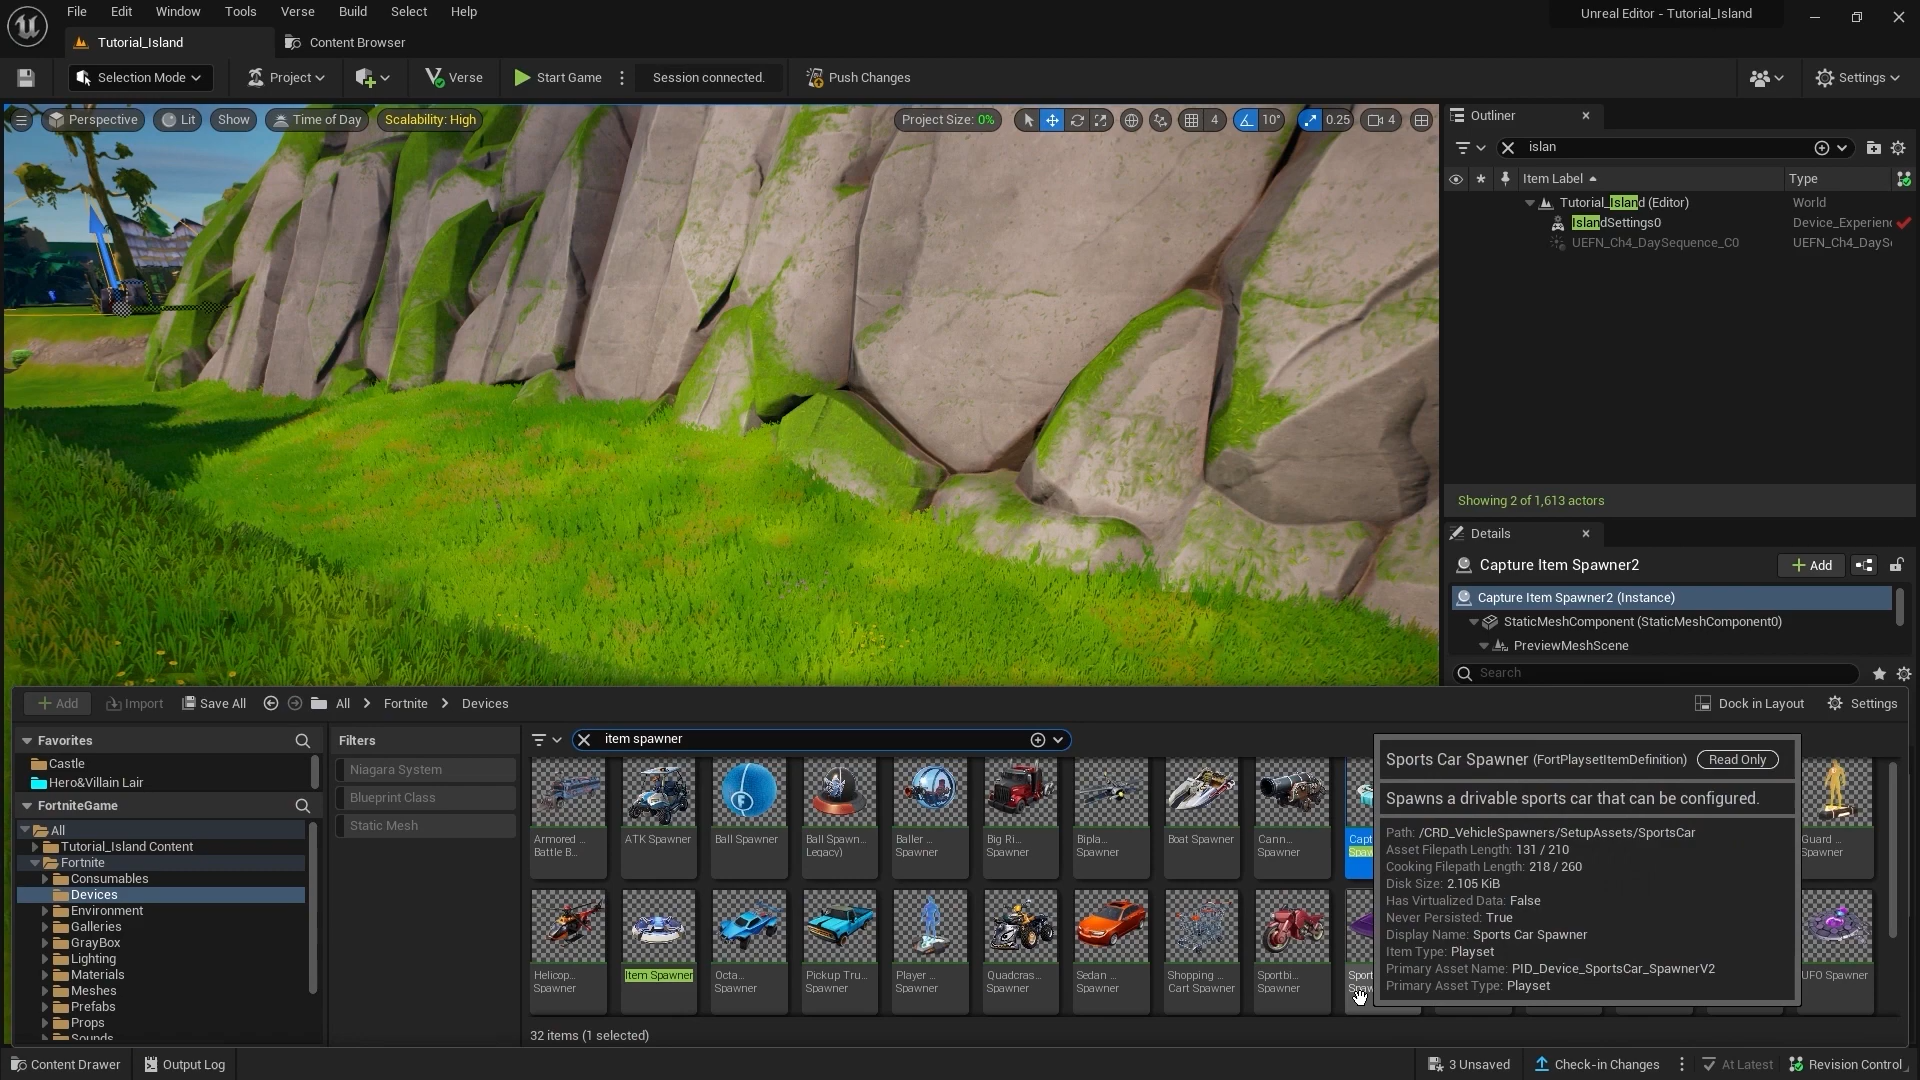 File Edit Window Tools Verse Build Select Help
Unreal Editor - Tutorial_Island
Tutorial_Island
Content Browser
Selection Mode
Project
Verse
Start Game
Session connected.
Push Changes
Settings
Perspective
Lit
Show
Time of Day
Scalability: High
Project Size: 0%
4
10°
0.25
4
Outliner
islan
Item Label
Type
Tutorial_Island (Editor)
World
IslandSettings0
Device_Experienc
UEFN_Ch4_DaySequence_C0
UEFN_Ch4_DayS
Showing 2 of 1,613 actors
Details
Capture Item Spawner2
Add
Capture Item Spawner2 (Instance)
StaticMeshComponent (StaticMeshComponent0)
PreviewMeshScene
Search
Add
Import
Save All
All
Fortnite
Devices
Dock in Layout
Settings
Favorites
Castle
Hero&Villain Lair
FortniteGame
All
Tutorial_Island Content
Fortnite
Consumables
Devices
Environment
Galleries
GrayBox
Lighting
Materials
Meshes
Prefabs
Props
Sounds
Filters
Niagara System
Blueprint Class
Static Mesh
item spawner
Armored ...
Battle B...
ATK Spawner
Ball Spawner
Ball Spawn...
Legacy)
Baller ...
Spawner
Big Ri...
Spawner
Bipla...
Spawner
Boat Spawner
Cann...
Spawner
Capt
Spaw
Guard ...
Spawner
Helicop...
Spawner
Item Spawner
Octa...
Spawner
Pickup Tru...
Spawner
Player ...
Spawner
Quadcras...
Spawner
Sedan ...
Spawner
Shopping ...
Cart Spawner
Sportbi...
Spawner
Sport
Spaw
UFO Spawner
Sports Car Spawner (FortPlaysetItemDefinition)
Read Only
Spawns a drivable sports car that can be configured.
Path: /CRD_VehicleSpawners/SetupAssets/SportsCar
Asset Filepath Length: 131 / 210
Cooking Filepath Length: 218 / 260
Disk Size: 2.105 KiB
Has Virtualized Data: False
Never Persisted: True
Display Name: Sports Car Spawner
Item Type: Playset
Primary Asset Name: PID_Device_SportsCar_SpawnerV2
Primary Asset Type: Playset
32 items (1 selected)
Content Drawer
Output Log
3 Unsaved
Check-in Changes
At Latest
Revision Control